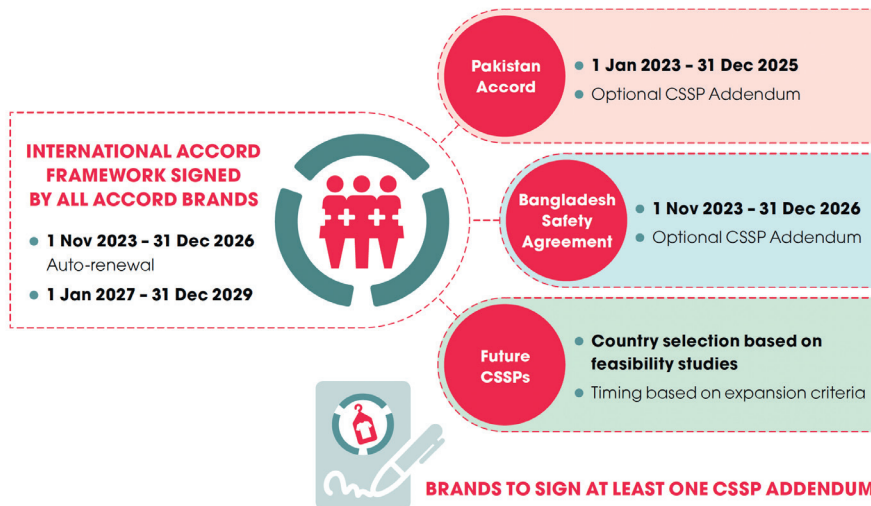 INTERNATIONAL ACCORD
FRAMEWORK SIGNED
BY ALL ACCORD BRANDS
1 Nov 2023 – 31 Dec 2026
Auto-renewal
1 Jan 2027 – 31 Dec 2029
Pakistan
Accord
1 Jan 2023 – 31 Dec 2025
Optional CSSP Addendum
Bangladesh
Safety
Agreement
1 Nov 2023 – 31 Dec 2026
Optional CSSP Addendum
Future
CSSPs
Country selection based on
feasibility studies
Timing based on expansion criteria
BRANDS TO SIGN AT LEAST ONE CSSP ADDENDUM